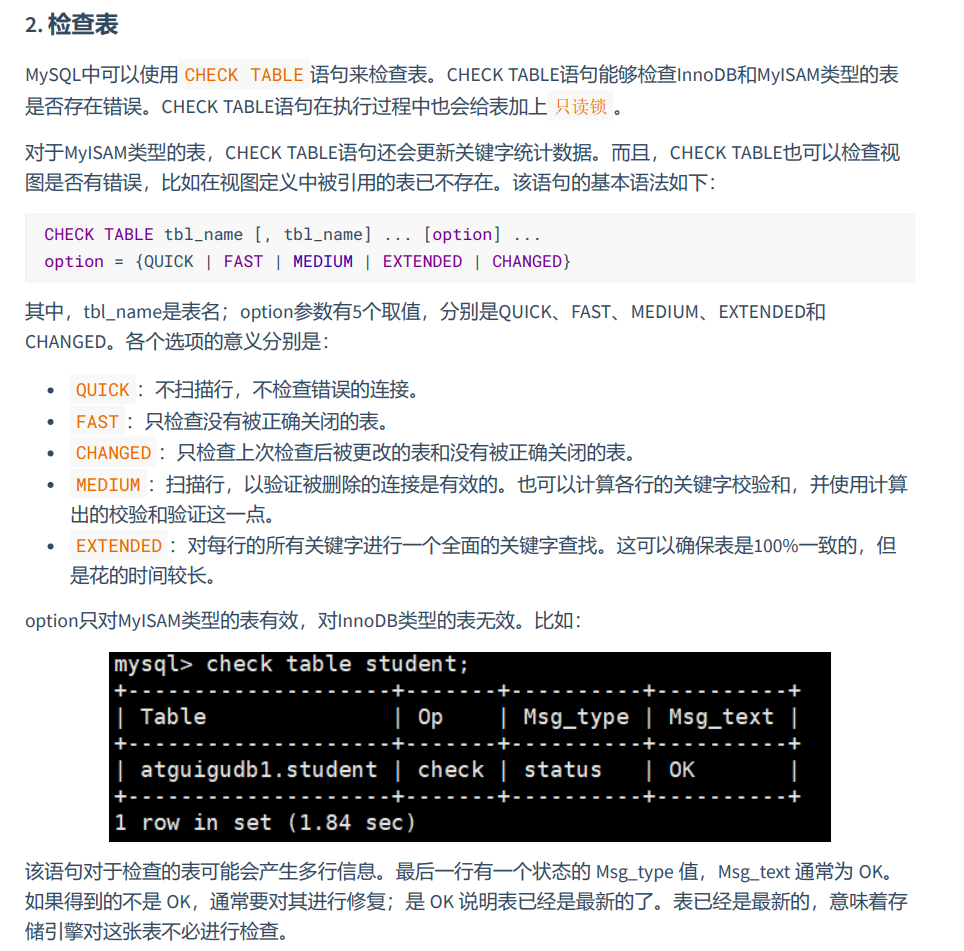 2. 检查表
MySQL中可以使用 CHECK TABLE 语句来检查表。CHECK TABLE语句能够检查InnoDB和MyISAM类型的表
是否存在错误。CHECK TABLE语句在执行过程中也会给表加上 只读锁 。
对于MyISAM类型的表，CHECK TABLE语句还会更新关键字统计数据。而且，CHECK TABLE也可以检查视
图是否有错误，比如在视图定义中被引用的表已不存在。该语句的基本语法如下：
CHECK TABLE tbl_name [, tbl_name] ... [option] ...
option = {QUICK | FAST | MEDIUM | EXTENDED | CHANGED}
其中，tbl_name是表名；option参数有5个取值，分别是QUICK、FAST、MEDIUM、EXTENDED和
CHANGED。各个选项的意义分别是：
• QUICK ：不扫描行，不检查错误的连接。
• FAST ：只检查没有被正确关闭的表。
• CHANGED ：只检查上次检查后被更改的表和没有被正确关闭的表。
• MEDIUM ：扫描行，以验证被删除的连接是有效的。也可以计算各行的关键字校验和，并使用计算
出的校验和验证这一点。
• EXTENDED ：对每行的所有关键字进行一个全面的关键字查找。这可以确保表是100%一致的，但
是花的时间较长。
option只对MyISAM类型的表有效，对InnoDB类型的表无效。比如：
mysql> check table student;
+--------------------+-------+----------+----------+
| Table              | Op    | Msg_type | Msg_text |
+--------------------+-------+----------+----------+
| atguigudb1.student | check | status   | OK       |
+--------------------+-------+----------+----------+
1 row in set (1.84 sec)
该语句对于检查的表可能会产生多行信息。最后一行有一个状态的 Msg_type 值，Msg_text 通常为 OK。
如果得到的不是 OK，通常要对其进行修复；是 OK 说明表已经是最新的了。表已经是最新的，意味着存
储引擎对这张表不必进行检查。